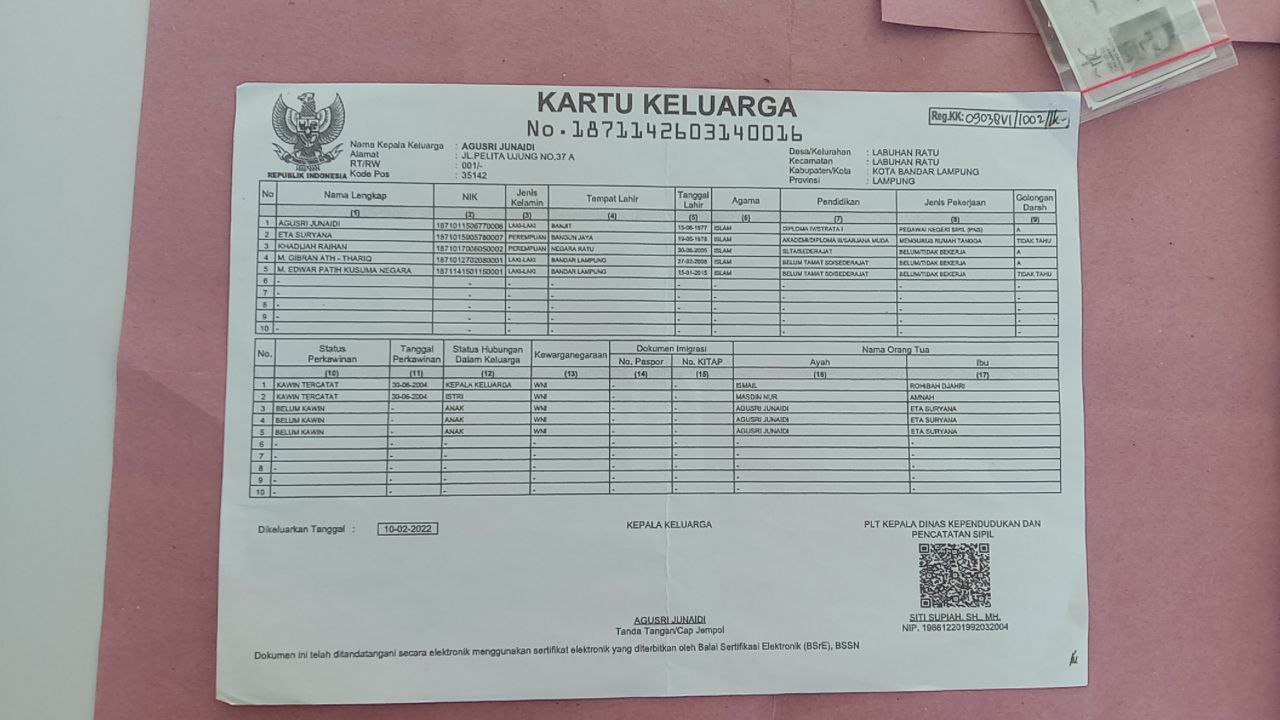 KARTU KELUARGA
No. 1871142603140016
Reg.KK: 09038VI/1002/
REPUBLIK INDONESIA
Nama Kepala Keluarga : AGUSRI JUNAIDI
Alamat : JL.PELITA UJUNG NO.37 A
RT/RW : 001/-
Kode Pos : 35142
Desa/Kelurahan : LABUHAN RATU
Kecamatan : LABUHAN RATU
Kabupaten/Kota : KOTA BANDAR LAMPUNG
Provinsi : LAMPUNG
No Nama Lengkap NIK Jenis Kelamin Tempat Lahir Tanggal Lahir Agama Pendidikan Jenis Pekerjaan Golongan Darah
(1) (2) (3) (4) (5) (6) (7) (8) (9)
1 AGUSRI JUNAIDI 1871011506770006 LAKI-LAKI BANJIT 15-06-1977 ISLAM DIPLOMA IV/STRATA I PEGAWAI NEGERI SIPIL (PNS) A
2 ETA SURYANA 1871015905780007 PEREMPUAN BANGUN JAYA 19-05-1978 ISLAM AKADEMI/DIPLOMA III/SARJANA MUDA MENGURUS RUMAH TANGGA TIDAK TAHU
3 KHADIJAH RAIHAN 1871017006050002 PEREMPUAN NEGARA RATU 30-06-2005 ISLAM SLTA/SEDERAJAT BELUM/TIDAK BEKERJA A
4 M. GIBRAN ATH - THARIQ 1871012702080001 LAKI-LAKI BANDAR LAMPUNG 27-02-2008 ISLAM BELUM TAMAT SD/SEDERAJAT BELUM/TIDAK BEKERJA A
5 M. EDWAR PATIH KUSUMA NEGARA 1871141501150001 LAKI-LAKI BANDAR LAMPUNG 15-01-2015 ISLAM BELUM TAMAT SD/SEDERAJAT BELUM/TIDAK BEKERJA TIDAK TAHU
6 - - - - - - - - -
7 - - - - - - - - -
8 - - - - - - - - -
9 - - - - - - - - -
10 - - - - - - - - -
No. Status Perkawinan Tanggal Perkawinan Status Hubungan Dalam Keluarga Kewarganegaraan Dokumen Imigrasi Nama Orang Tua
No. Paspor No. KITAP Ayah Ibu
(10) (11) (12) (13) (14) (15) (16) (17)
1 KAWIN TERCATAT 30-06-2004 KEPALA KELUARGA WNI - - ISMAIL ROHIBAH DJAHRI
2 KAWIN TERCATAT 30-06-2004 ISTRI WNI - - MASDIN NUR AMNAH
3 BELUM KAWIN - ANAK WNI - - AGUSRI JUNAIDI ETA SURYANA
4 BELUM KAWIN - ANAK WNI - - AGUSRI JUNAIDI ETA SURYANA
5 BELUM KAWIN - ANAK WNI - - AGUSRI JUNAIDI ETA SURYANA
6 - - - - - - - -
7 - - - - - - - -
8 - - - - - - - -
9 - - - - - - - -
10 - - - - - - - -
Dikeluarkan Tanggal : 10-02-2022
KEPALA KELUARGA
AGUSRI JUNAIDI
Tanda Tangan/Cap Jempol
PLT KEPALA DINAS KEPENDUDUKAN DAN
PENCATATAN SIPIL
SITI SUPIAH, SH., MH.
NIP. 196612201992032004
Dokumen ini telah ditandatangani secara elektronik menggunakan sertifikat elektronik yang diterbitkan oleh Balai Sertifikasi Elektronik (BSrE), BSSN